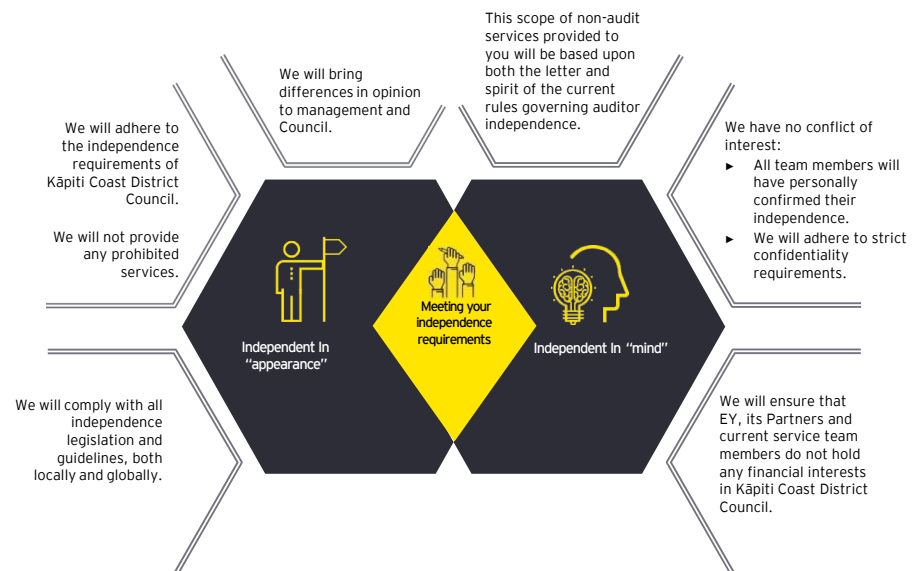 This scope of non-audit
services provided to
you will be based upon
both the letter and
spirit of the current
rules governing auditor
independence.
We will bring
differences in opinion
to management and
Council.
We will adhere to
the independence
requirements of
Kāpiti Coast District
Council.
We will not provide
any prohibited
services.
We have no conflict of
interest:
► All team members will
have personally
confirmed their
independence.
► We will adhere to strict
confidentiality
requirements.
Meeting your
independence
requirements
Independent In
“appearance”
Independent In “mind”
We will comply with all
independence
legislation and
guidelines, both
locally and globally.
We will ensure that
EY, its Partners and
current service team
members do not hold
any financial interests
in Kāpiti Coast District
Council.